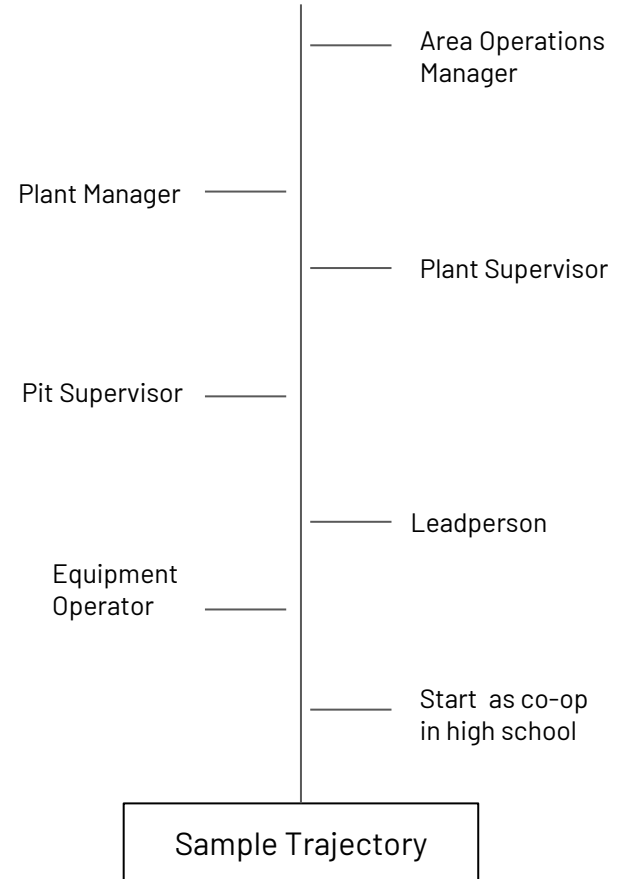 Area Operations
Manager
Plant Manager
Plant Supervisor
Pit Supervisor
Leadperson
Equipment
Operator
Start  as co-op
in high school
Sample Trajectory